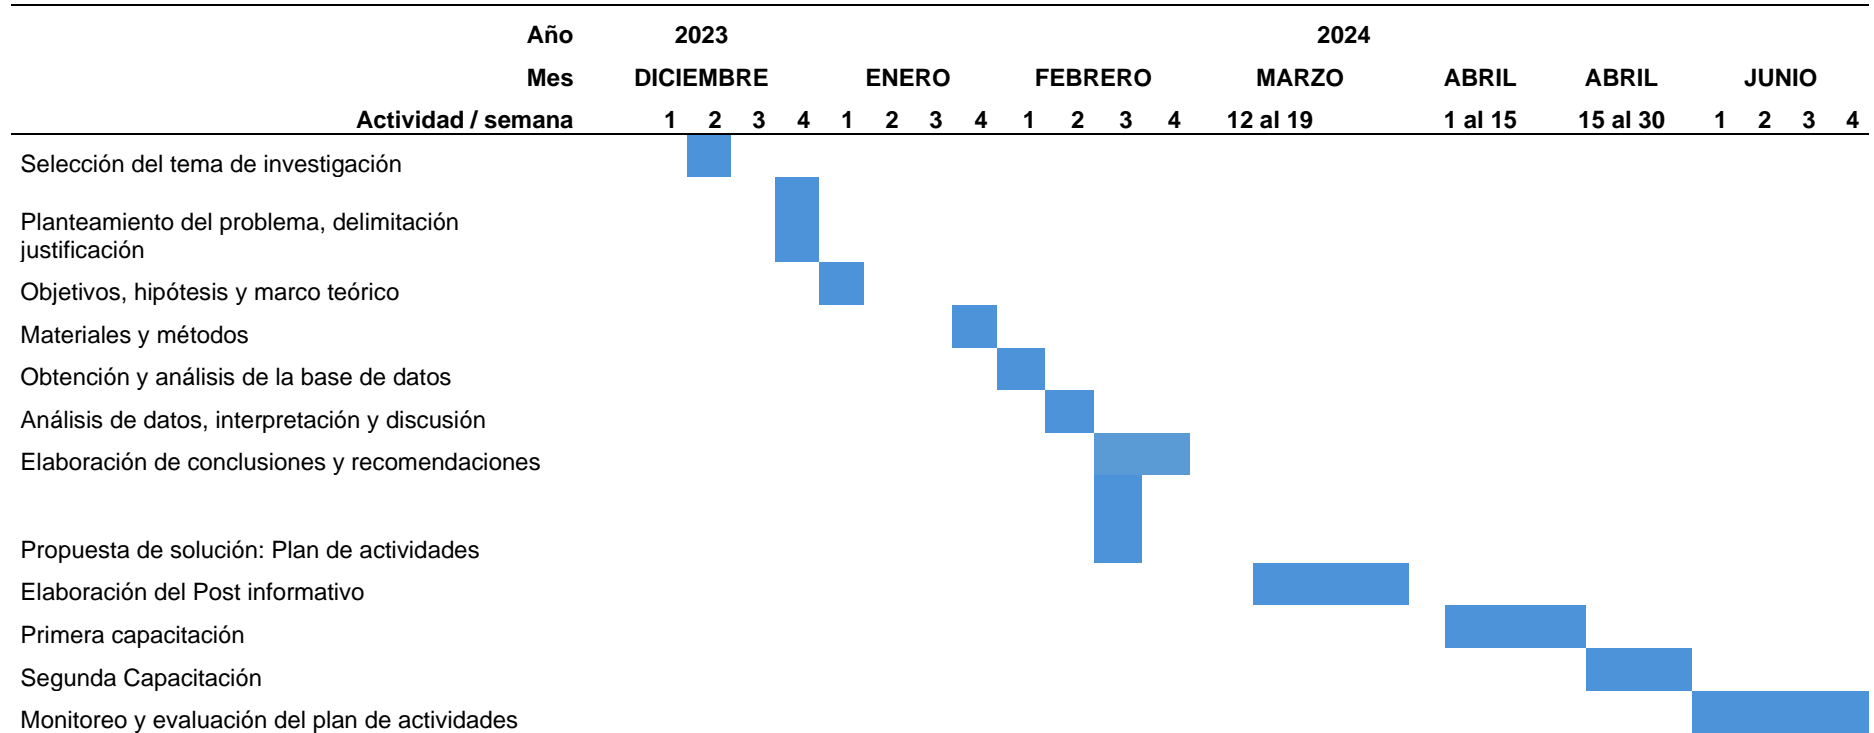 Año 2023 2024
Mes DICIEMBRE ENERO FEBRERO MARZO ABRIL ABRIL JUNIO
Actividad / semana 1 2 3 4 1 2 3 4 1 2 3 4 12 al 19 1 al 15 15 al 30 1 2 3 4
Selección del tema de investigación
Planteamiento del problema, delimitación
justificación
Objetivos, hipótesis y marco teórico
Materiales y métodos
Obtención y análisis de la base de datos
Análisis de datos, interpretación y discusión
Elaboración de conclusiones y recomendaciones
Propuesta de solución: Plan de actividades
Elaboración del Post informativo
Primera capacitación
Segunda Capacitación
Monitoreo y evaluación del plan de actividades